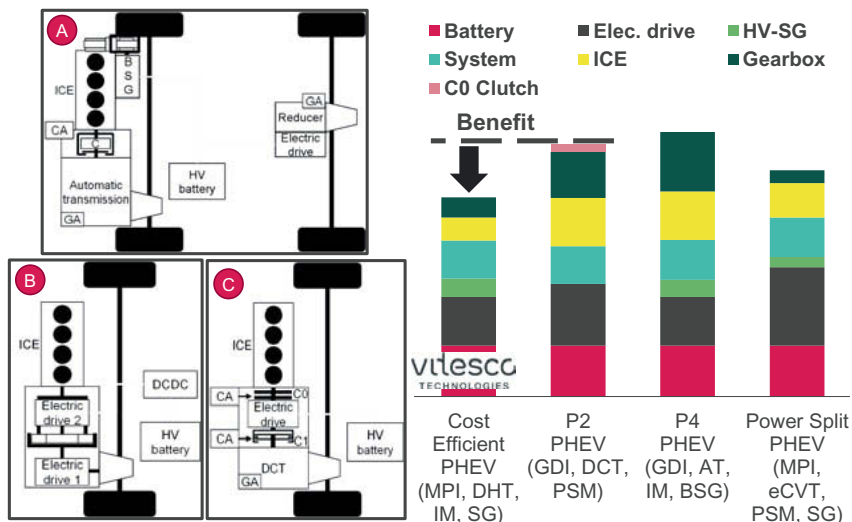 A
ICE
B
S
G
CA
C
Automatic
transmission
GA
HV
battery
GA
Reducer
Electric
drive
B
ICE
Electric
drive 2
Electric
drive 1
DCDC
HV
battery
C
ICE
CA
C0
Electric
drive
CA
C1
DCT
GA
HV
battery
Battery
Elec. drive
HV-SG
System
ICE
Gearbox
C0 Clutch
Benefit
vitesco
TECHNOLOGIES
Cost
Efficient
PHEV
(MPI, DHT,
IM, SG)
P2
PHEV
(GDI, DCT,
PSM)
P4
PHEV
(GDI, AT,
IM, BSG)
Power Split
PHEV
(MPI,
eCVT,
PSM, SG)